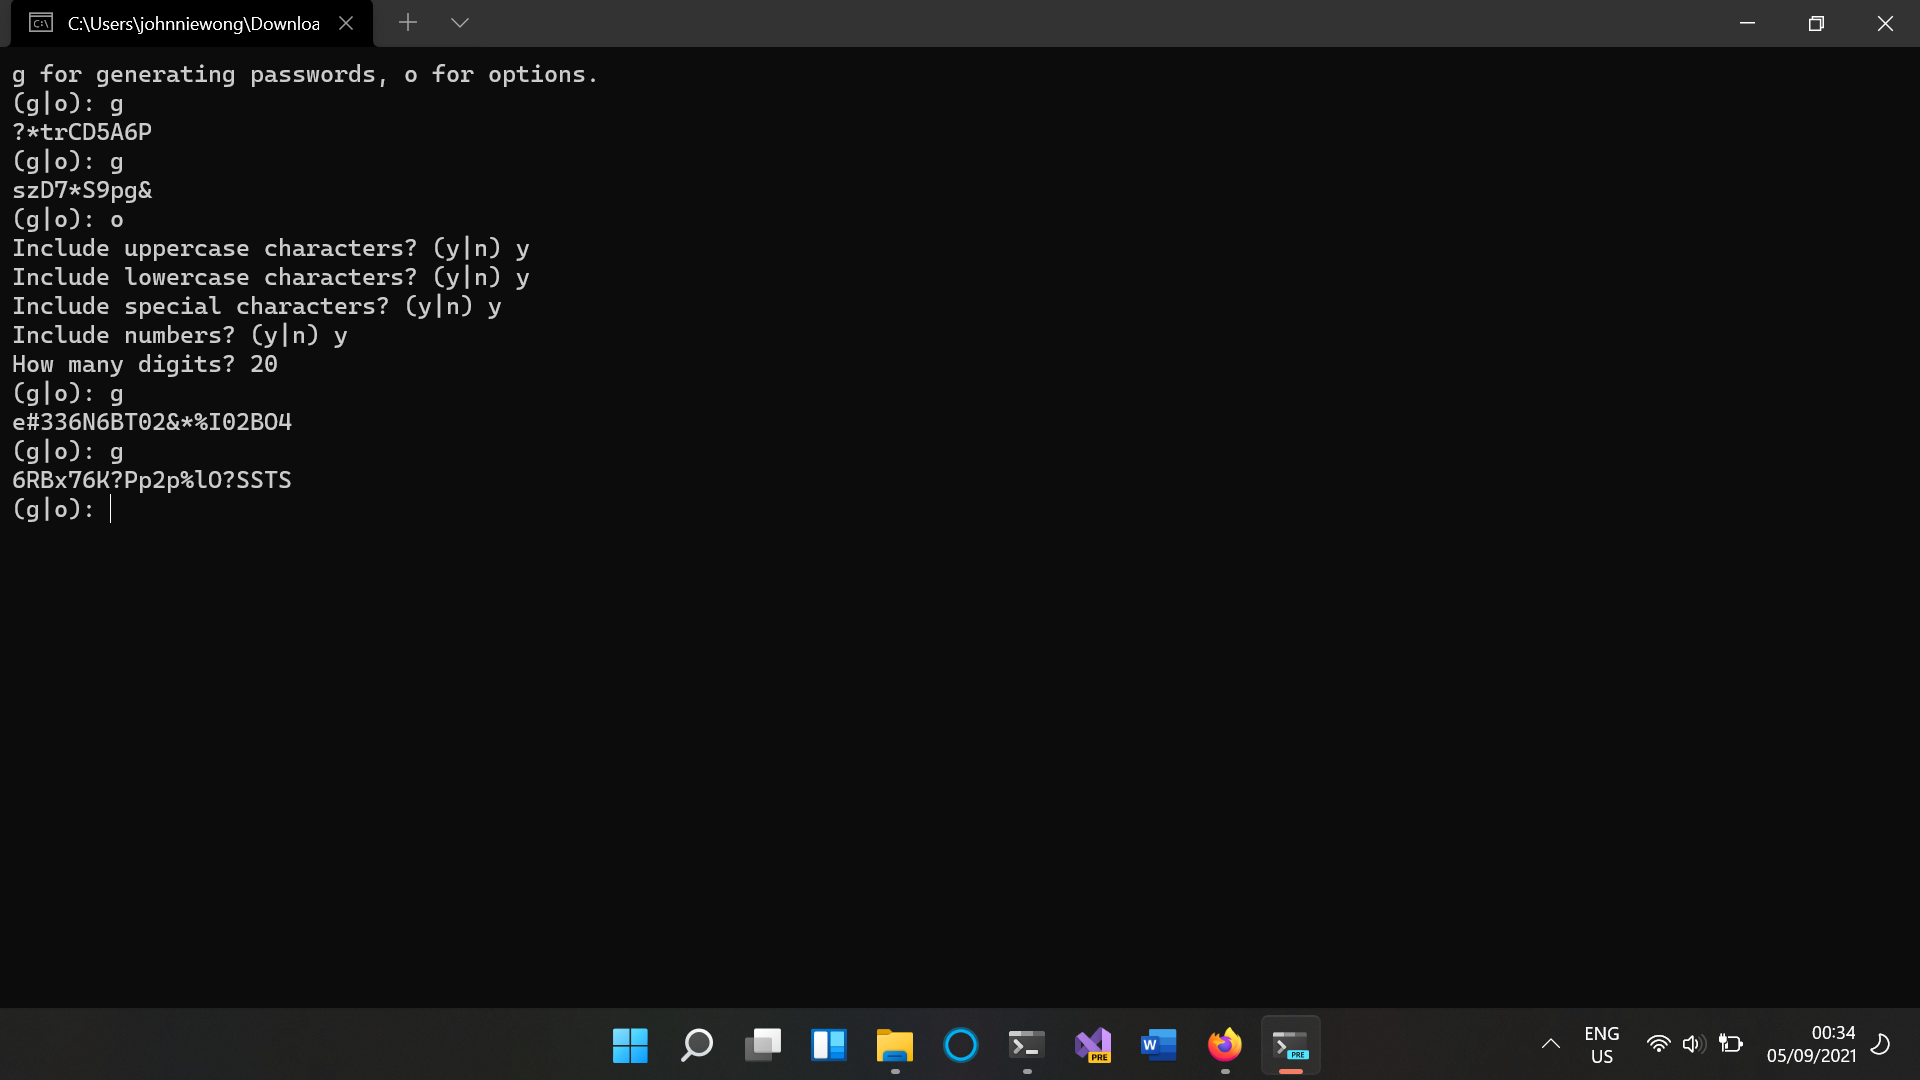 C:\Users\johnniewong\Downloa
g for generating passwords, o for options.
(g|o): g
?*trCD5A6P
(g|o): g
szD7*S9pg&
(g|o): o
Include uppercase characters? (y|n) y
Include lowercase characters? (y|n) y
Include special characters? (y|n) y
Include numbers? (y|n) y
How many digits? 20
(g|o): g
e#336N6BT02&*%I02BO4
(g|o): g
6RBx76K?Pp2p%lO?SSTS
(g|o):
PRE
W
PRE
ENG
US
00:34
05/09/2021